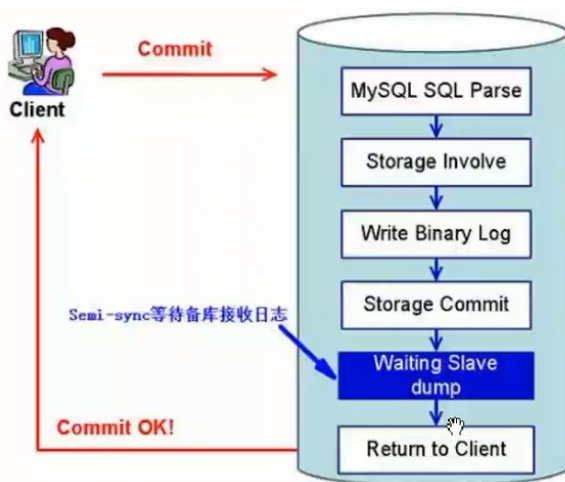 Commit
MySQL SQL Parse
Client
Storage Involve
Write Binary Log
Semi-sync等待备库接收日志
Storage Commit
Waiting Slave
dump
Commit OK!
Return to Client